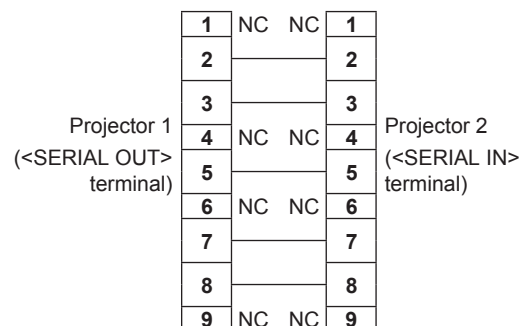 1 NC NC 1
2 2
3 3
Projector 1
(<SERIAL OUT>
terminal)
4 NC NC 4
5 5
6 NC NC 6
7 7
8 8
9 NC NC 9
Projector 2
(<SERIAL IN>
terminal)